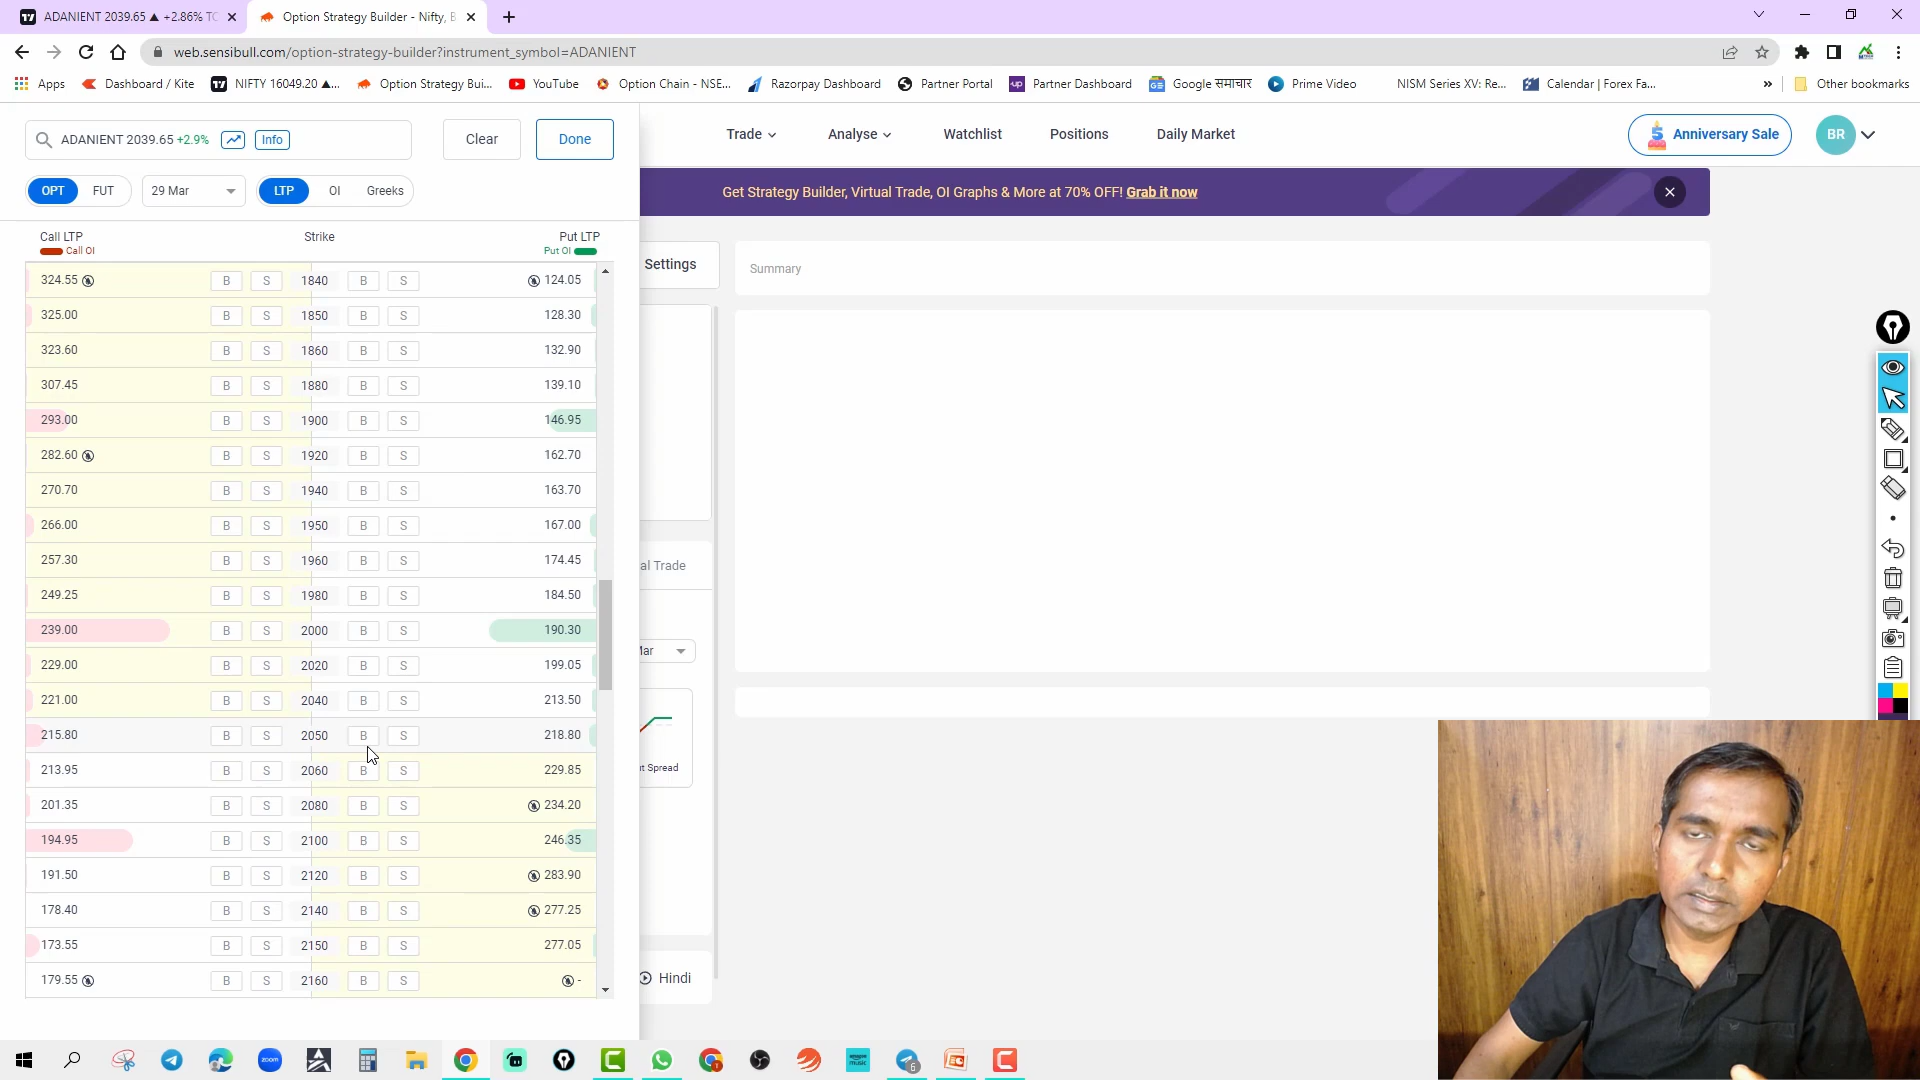 ADANIENT 2039.65 ▲ +2.86% TC
Option Strategy Builder - Nifty, B
web.sensibull.com/option-strategy-builder?instrument_symbol=ADANIENT
Apps
Dashboard / Kite
NIFTY 16049.20 ▲...
Option Strategy Bui...
YouTube
Option Chain - NSE...
Razorpay Dashboard
Partner Portal
Partner Dashboard
Google समाचार
Prime Video
NISM Series XV: Re...
Calendar | Forex Fa...
»
Other bookmarks
ADANIENT 2039.65 +2.9% Info
Clear
Done
Trade
Analyse
Watchlist
Positions
Daily Market
5 Anniversary Sale
BR
OPT FUT
29 Mar
LTP OI Greeks
Get Strategy Builder, Virtual Trade, OI Graphs & More at 70% OFF! Grab it now
Call LTP Strike Put LTP
Call OI Put OI
324.55 B S 1840 B S 124.05
325.00 B S 1850 B S 128.30
323.60 B S 1860 B S 132.90
307.45 B S 1880 B S 139.10
293.00 B S 1900 B S 146.95
282.60 B S 1920 B S 162.70
270.70 B S 1940 B S 163.70
266.00 B S 1950 B S 167.00
257.30 B S 1960 B S 174.45
249.25 B S 1980 B S 184.50
239.00 B S 2000 B S 190.30
229.00 B S 2020 B S 199.05
221.00 B S 2040 B S 213.50
215.80 B S 2050 B S 218.80
213.95 B S 2060 B S 229.85
201.35 B S 2080 B S 234.20
194.95 B S 2100 B S 246.35
191.50 B S 2120 B S 283.90
178.40 B S 2140 B S 277.25
173.55 B S 2150 B S 277.05
179.55 B S 2160 B S -
Settings
Summary
al Trade
Mar
t Spread
Hindi
zoom
amazon music
6